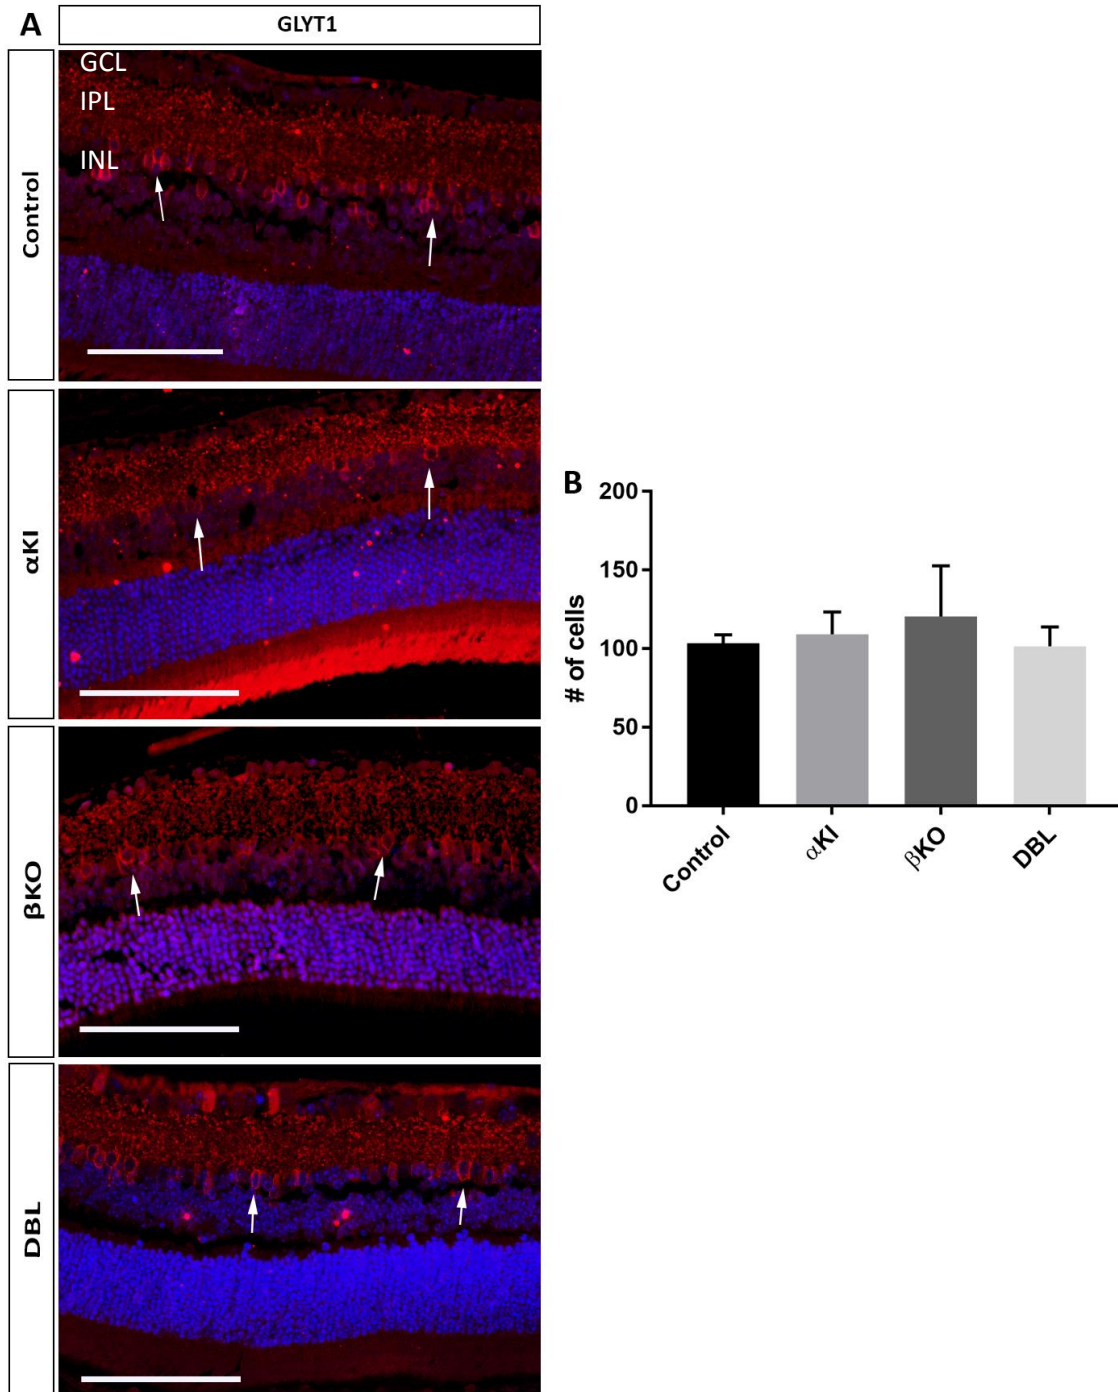 A
GLYT1
Control
GCL
IPL
INL
αKI
βKO
DBL
B
# of cells
200
150
100
50
0
Control
αKI
βKO
DBL